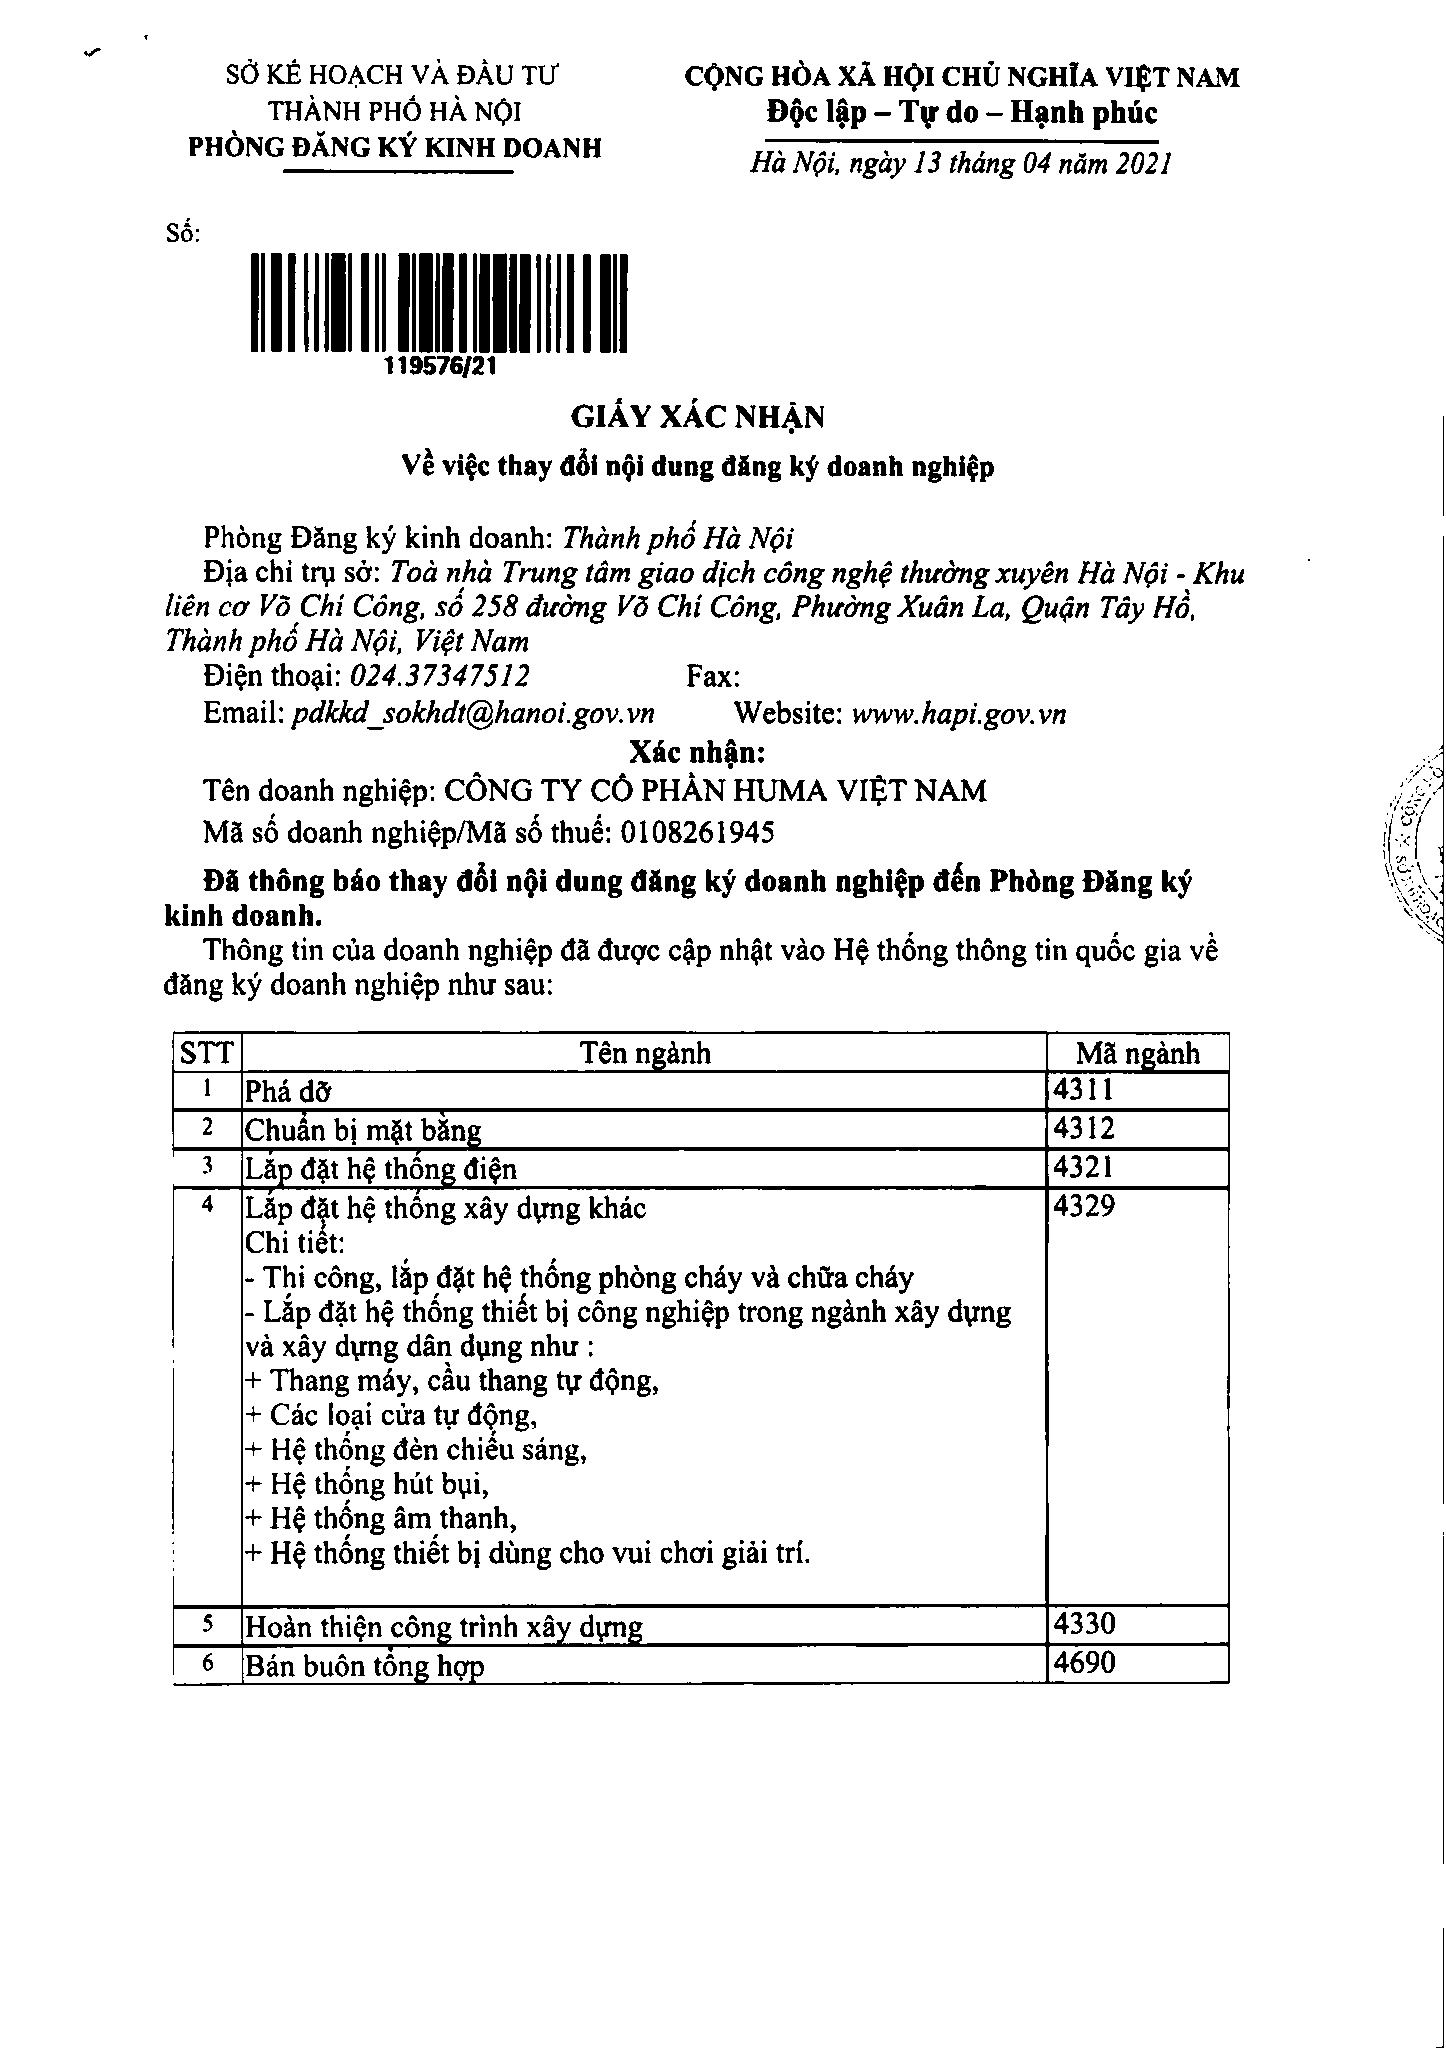 SỞ KẾ HOẠCH VÀ ĐẦU TƯ
THÀNH PHỐ HÀ NỘI
PHÒNG ĐĂNG KÝ KINH DOANH
CỘNG HÒA XÃ HỘI CHỦ NGHĨA VIỆT NAM
Độc lập – Tự do – Hạnh phúc
Hà Nội, ngày 13 tháng 04 năm 2021
Số:
119576/21
GIẤY XÁC NHẬN
Về việc thay đổi nội dung đăng ký doanh nghiệp
Phòng Đăng ký kinh doanh: Thành phố Hà Nội
Địa chỉ trụ sở: Toà nhà Trung tâm giao dịch công nghệ thường xuyên Hà Nội - Khu
liên cơ Võ Chí Công, số 258 đường Võ Chí Công, Phường Xuân La, Quận Tây Hồ,
Thành phố Hà Nội, Việt Nam
Điện thoại: 024.37347512 Fax:
Email: pdkkd_sokhdt@hanoi.gov.vn Website: www.hapi.gov.vn
Xác nhận:
Tên doanh nghiệp: CÔNG TY CỔ PHẦN HUMA VIỆT NAM
Mã số doanh nghiệp/Mã số thuế: 0108261945
Đã thông báo thay đổi nội dung đăng ký doanh nghiệp đến Phòng Đăng ký
kinh doanh.
Thông tin của doanh nghiệp đã được cập nhật vào Hệ thống thông tin quốc gia về
đăng ký doanh nghiệp như sau:
STT Tên ngành Mã ngành
1 Phá dỡ 4311
2 Chuẩn bị mặt bằng 4312
3 Lắp đặt hệ thống điện 4321
4 Lắp đặt hệ thống xây dựng khác 4329
Chi tiết:
- Thi công, lắp đặt hệ thống phòng cháy và chữa cháy
- Lắp đặt hệ thống thiết bị công nghiệp trong ngành xây dựng
và xây dựng dân dụng như :
+ Thang máy, cầu thang tự động,
+ Các loại cửa tự động,
+ Hệ thống đèn chiếu sáng,
+ Hệ thống hút bụi,
+ Hệ thống âm thanh,
+ Hệ thống thiết bị dùng cho vui chơi giải trí.
5 Hoàn thiện công trình xây dựng 4330
6 Bán buôn tổng hợp 4690